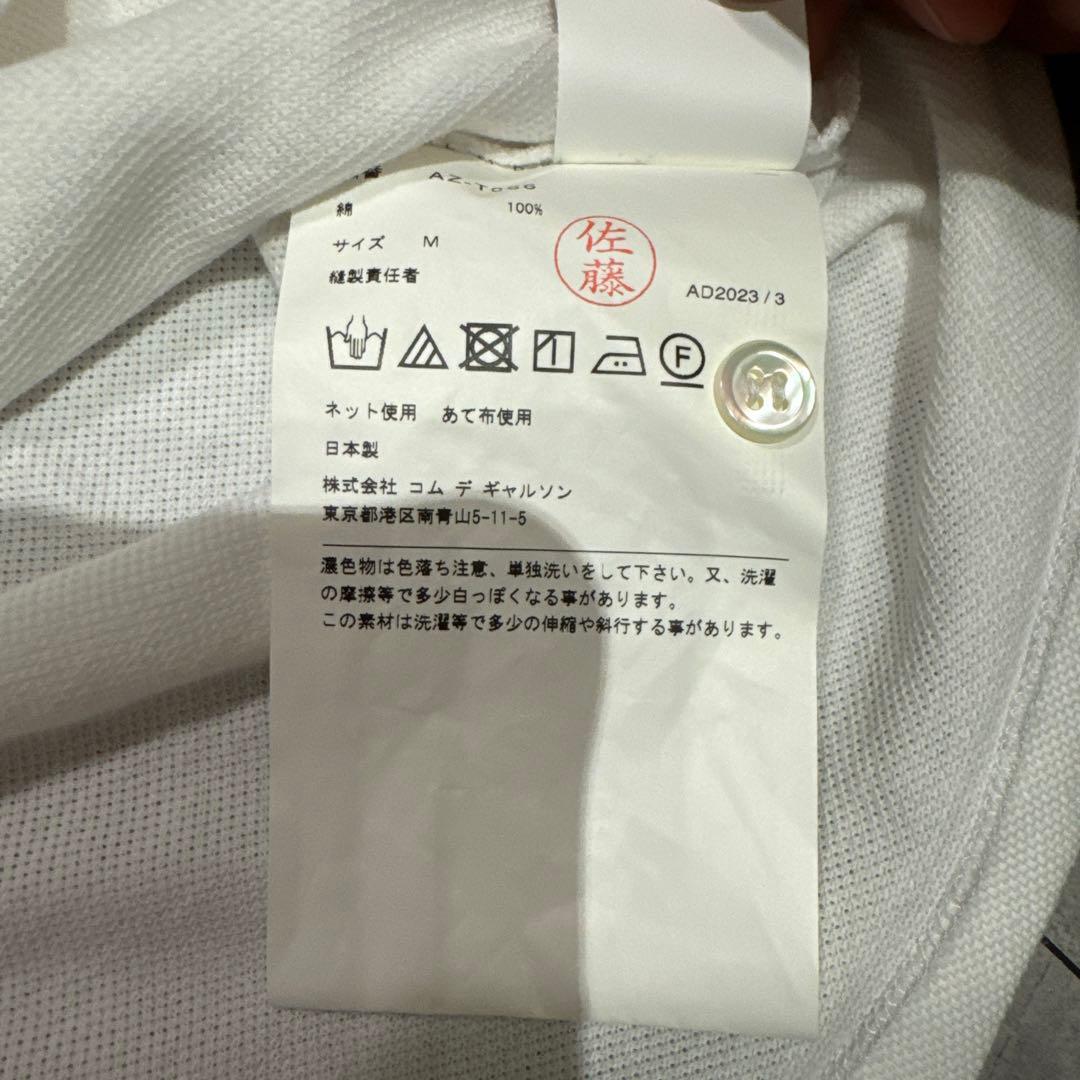 番 AZ-T066
綿 100%
サイズ M
縫製責任者
佐藤
AD2023/3
F
ネット使用 あて布使用
日本製
株式会社 コム デ ギャルソン
東京都港区南青山5-11-5
濃色物は色落ち注意、単独洗いをして下さい。又、洗濯
の摩擦等で多少白っぽくなる事があります。
この素材は洗濯等で多少の伸縮や斜行する事があります。